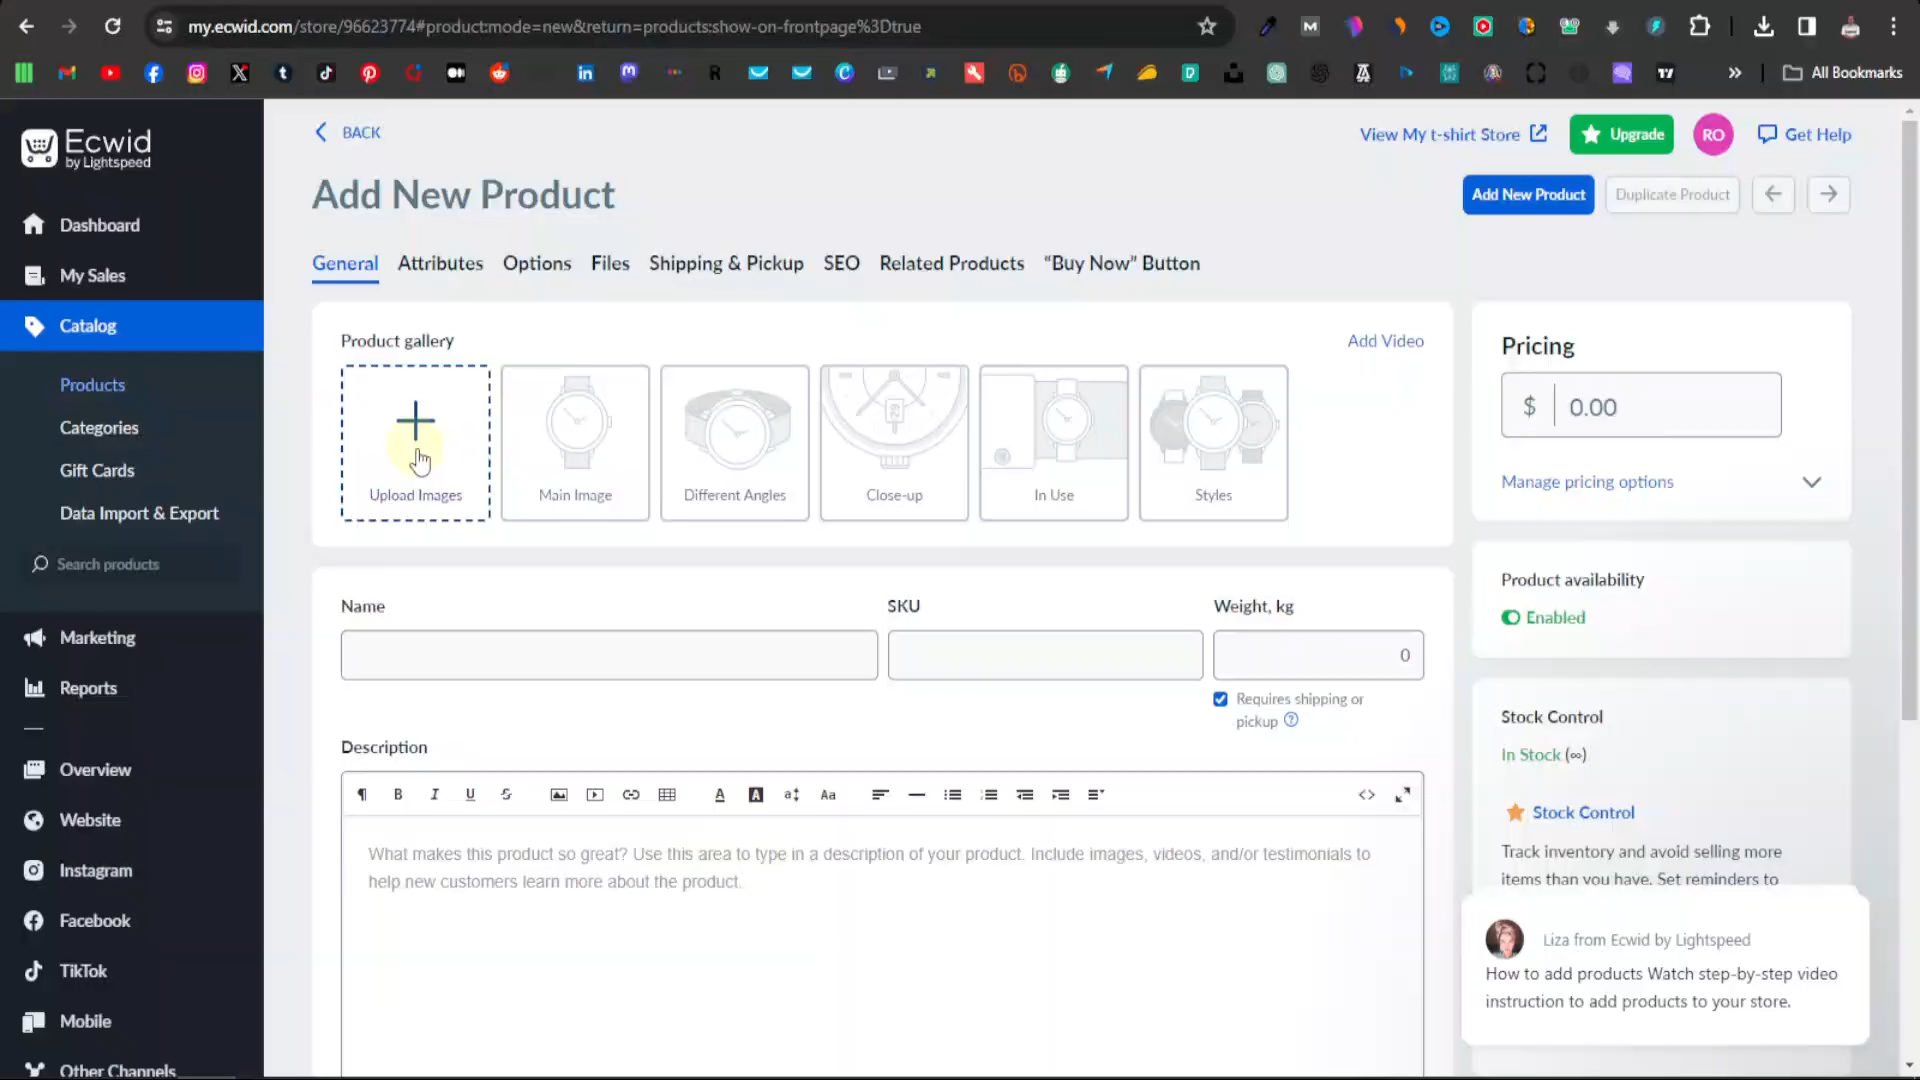 my.ecwid.com/store/96623774#product:mode=new&return=products:show-on-frontpage%3Dtrue
All Bookmarks
Ecwid
by Lightspeed
BACK
View My t-shirt Store
Upgrade
RO
Get Help
Add New Product
Add New Product
Duplicate Product
Dashboard
My Sales
Catalog
Products
Categories
Gift Cards
Data Import & Export
Search products
Marketing
Reports
Overview
Website
Instagram
Facebook
TikTok
Mobile
Other Channels
General
Attributes
Options
Files
Shipping & Pickup
SEO
Related Products
“Buy Now” Button
Product gallery
Add Video
Upload Images
Main Image
Different Angles
Close-up
In Use
Styles
Name
SKU
Weight, kg
0
Requires shipping or
pickup
Description
What makes this product so great? Use this area to type in a description of your product. Include images, videos, and/or testimonials to
help new customers learn more about the product.
Pricing
$ 0.00
Manage pricing options
Product availability
Enabled
Stock Control
In Stock (∞)
Stock Control
Track inventory and avoid selling more
items than you have. Set reminders to
Liza from Ecwid by Lightspeed
How to add products Watch step-by-step video
instruction to add products to your store.